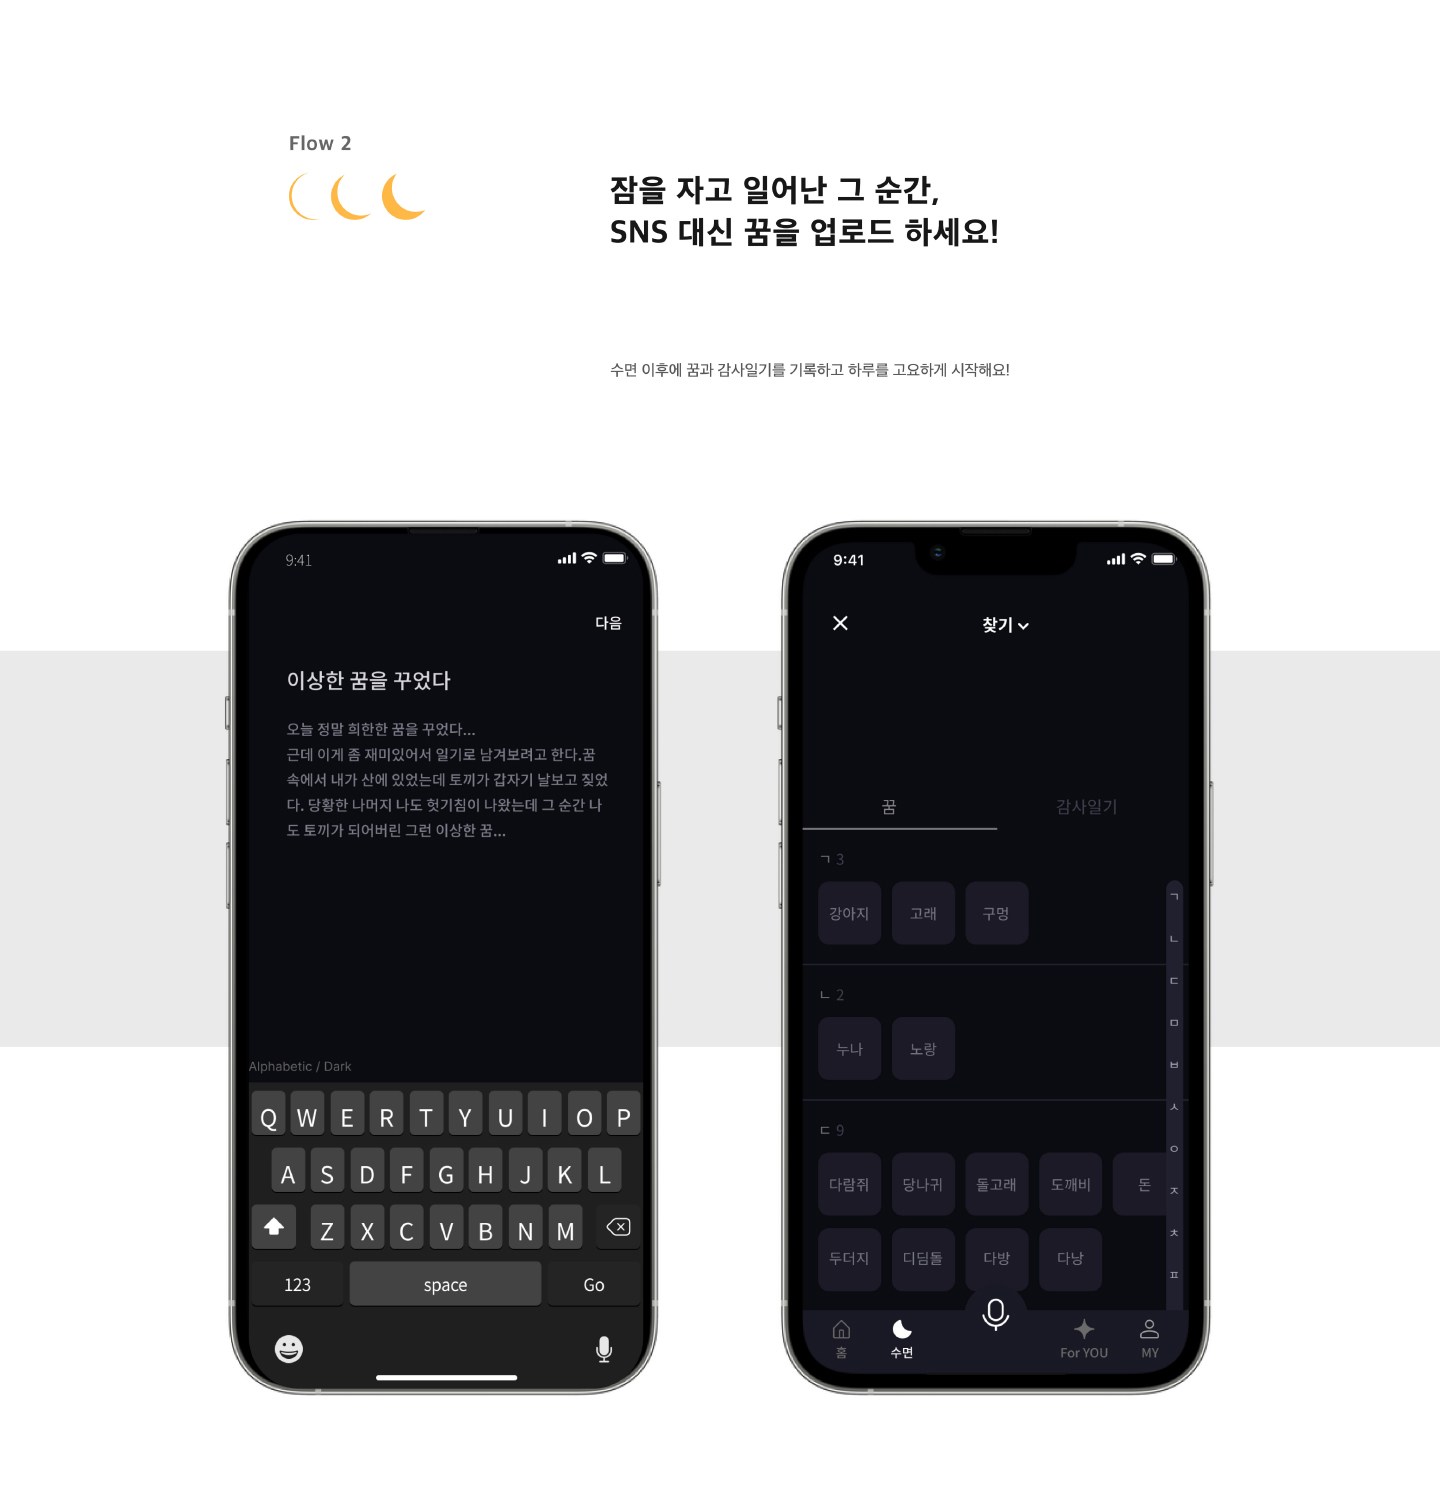 Flow 2
잠을 자고 일어난 그 순간,
SNS 대신 꿈을 업로드 하세요!
수면 이후에 꿈과 감사일기를 기록하고 하루를 고요하게 시작해요!
9:41
다음
이상한 꿈을 꾸었다
오늘 정말 희한한 꿈을 꾸었다...
근데 이게 좀 재미있어서 일기로 남겨보려고 한다.꿈
속에서 내가 산에 있었는데 토끼가 갑자기 날보고 짖었
다. 당황한 나머지 나도 헛기침이 나왔는데 그 순간 나
도 토끼가 되어버린 그런 이상한 꿈...
Alphabetic / Dark
Q W E R T Y U I O P
A S D F G H J K L
Z X C V B N M
123 space Go
9:41
찾기
꿈 감사일기
ㄱ 3
강아지 고래 구멍
ㄴ 2
누나 노랑
ㄷ 9
다람쥐 당나귀 돌고래 도깨비 돈
두더지 디딤돌 다방 다낭
ㄱ
ㄴ
ㄷ
ㅁ
ㅂ
ㅅ
ㅇ
ㅈ
ㅊ
ㅍ
홈 수면 For YOU MY